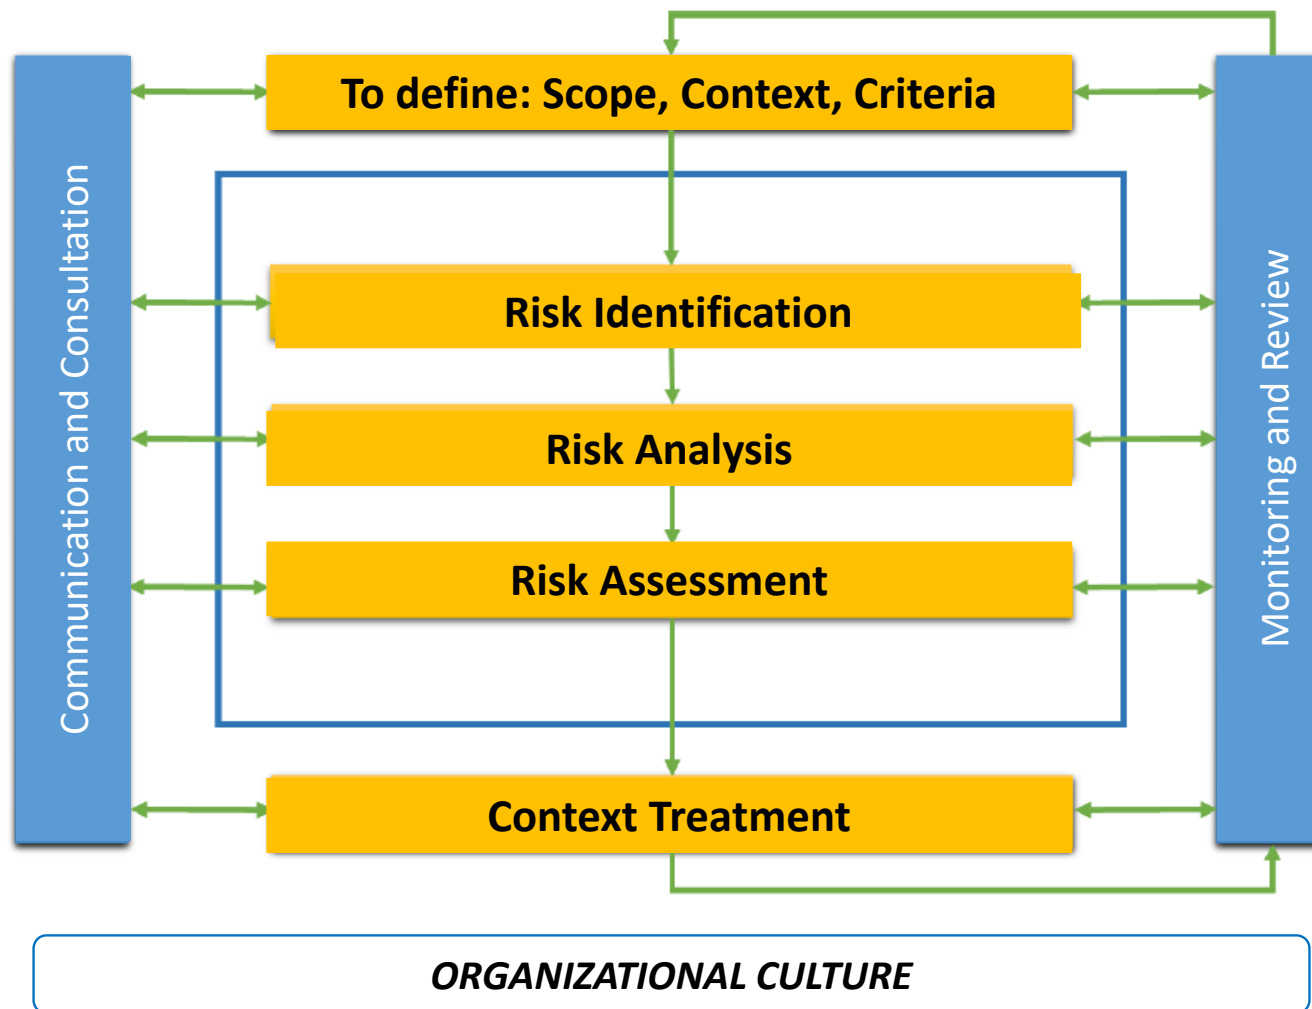 To define: Scope, Context, Criteria
Communication and Consultation
Risk Identification
Risk Analysis
Risk Assessment
Monitoring and Review
Context Treatment
ORGANIZATIONAL CULTURE